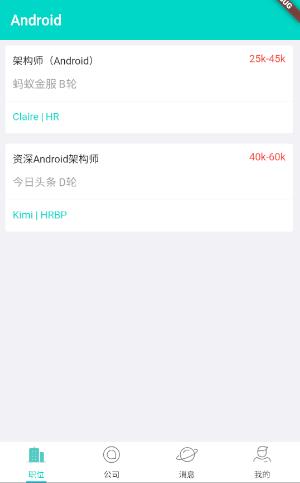 Android
架构师（Android） 25k-45k
蚂蚁金服 B轮
Claire | HR
资深Android架构师 40k-60k
今日头条 D轮
Kimi | HRBP
职位 公司 消息 我的